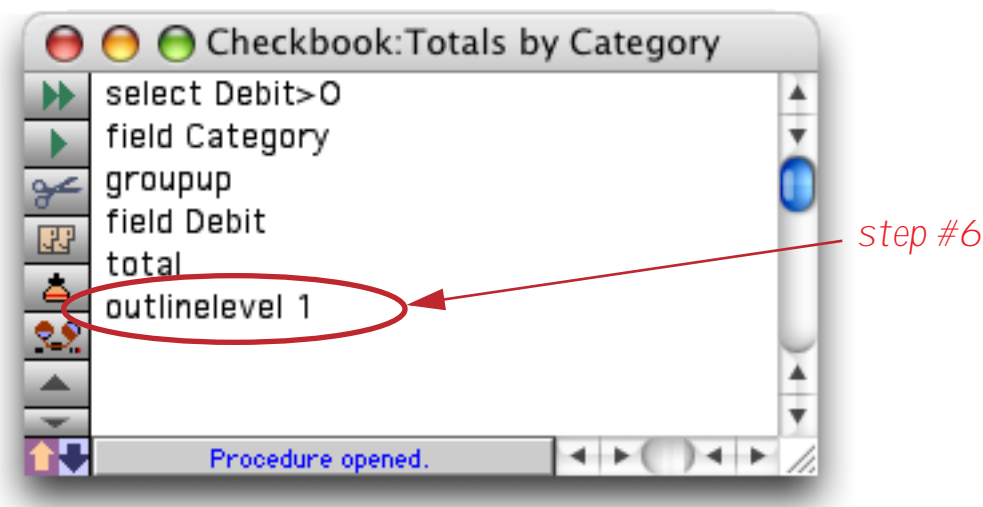 Checkbook:Totals by Category
select Debit>0
field Category
groupup
field Debit
total
outlinelevel 1
step #6
Procedure opened.